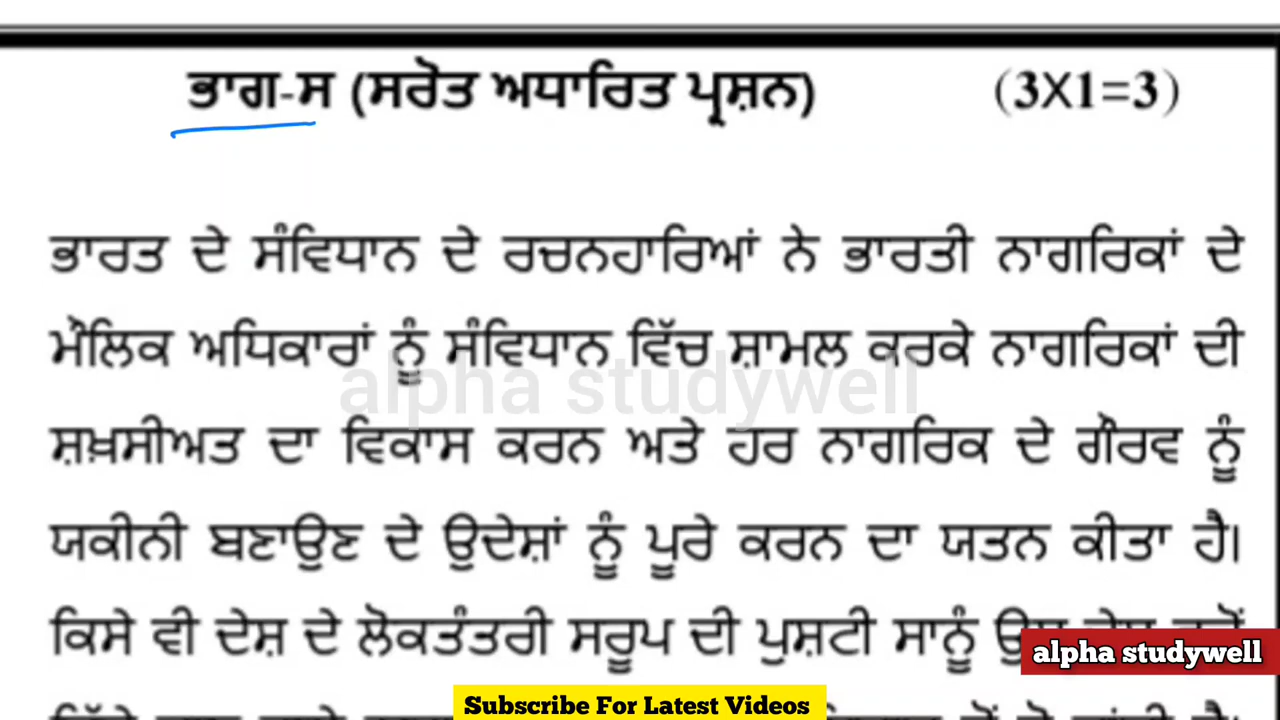 ਭਾਗ-ਸ (ਸਰੋਤ ਅਧਾਰਿਤ ਪ੍ਰਸ਼ਨ) (3X1=3)
ਭਾਰਤ ਦੇ ਸੰਵਿਧਾਨ ਦੇ ਰਚਨਹਾਰਿਆਂ ਨੇ ਭਾਰਤੀ ਨਾਗਰਿਕਾਂ ਦੇ
ਮੌਲਿਕ ਅਧਿਕਾਰਾਂ ਨੂੰ ਸੰਵਿਧਾਨ ਵਿੱਚ ਸ਼ਾਮਲ ਕਰਕੇ ਨਾਗਰਿਕਾਂ ਦੀ
alpha studywell
ਸ਼ਖ਼ਸੀਅਤ ਦਾ ਵਿਕਾਸ ਕਰਨ ਅਤੇ ਹਰ ਨਾਗਰਿਕ ਦੇ ਗੌਰਵ ਨੂੰ
ਯਕੀਨੀ ਬਣਾਉਣ ਦੇ ਉਦੇਸ਼ਾਂ ਨੂੰ ਪੂਰੇ ਕਰਨ ਦਾ ਯਤਨ ਕੀਤਾ ਹੈ।
ਕਿਸੇ ਵੀ ਦੇਸ਼ ਦੇ ਲੋਕਤੰਤਰੀ ਸਰੂਪ ਦੀ ਪੁਸ਼ਟੀ ਸਾਨੂੰ
alpha studywell
Subscribe For Latest Videos